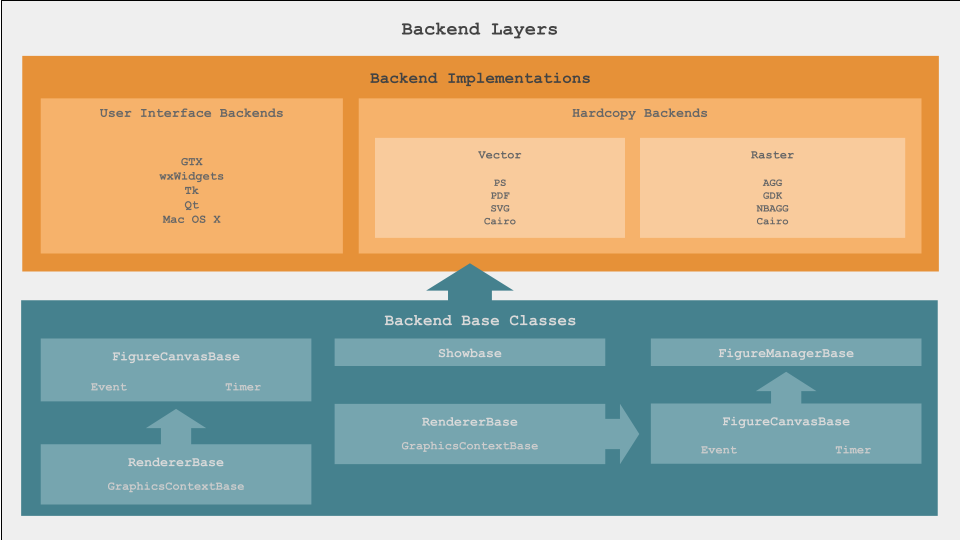 Backend Layers
Backend Implementations
User Interface Backends
GTX
wxWidgets
Tk
Qt
Mac OS X
Hardcopy Backends
Vector
PS
PDF
SVG
Cairo
Raster
AGG
GDK
NBAGG
Cairo
Backend Base Classes
FigureCanvasBase
Event Timer
RendererBase
GraphicsContextBase
Showbase
RendererBase
GraphicsContextBase
FigureManagerBase
FigureCanvasBase
Event Timer